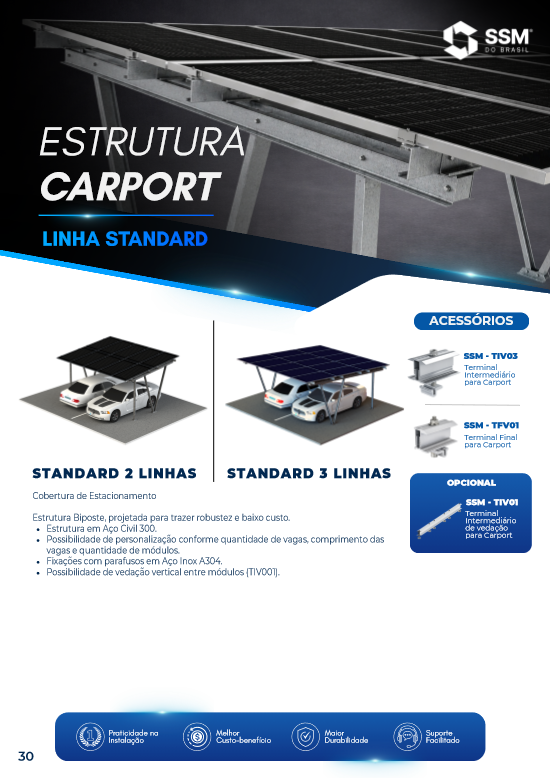 SSM
DO BRASIL
ESTRUTURA
CARPORT
LINHA STANDARD
ACESSÓRIOS
SSM - TIV03
Terminal
Intermediário
para Carport
SSM - TFV01
Terminal Final
para Carport
OPCIONAL
SSM - TIV01
Terminal
Intermediário
de vedação
para Carport
STANDARD 2 LINHAS
STANDARD 3 LINHAS
Cobertura de Estacionamento
Estrutura Biposte, projetada para trazer robustez e baixo custo.
• Estrutura em Aço Civil 300.
• Possibilidade de personalização conforme quantidade de vagas, comprimento das
vagas e quantidade de módulos.
• Fixações com parafusos em Aço Inox A304.
• Possibilidade de vedação vertical entre módulos (TIV001).
Praticidade na
Instalação
Melhor
Custo-benefício
Maior
Durabilidade
Suporte
Facilitado
30